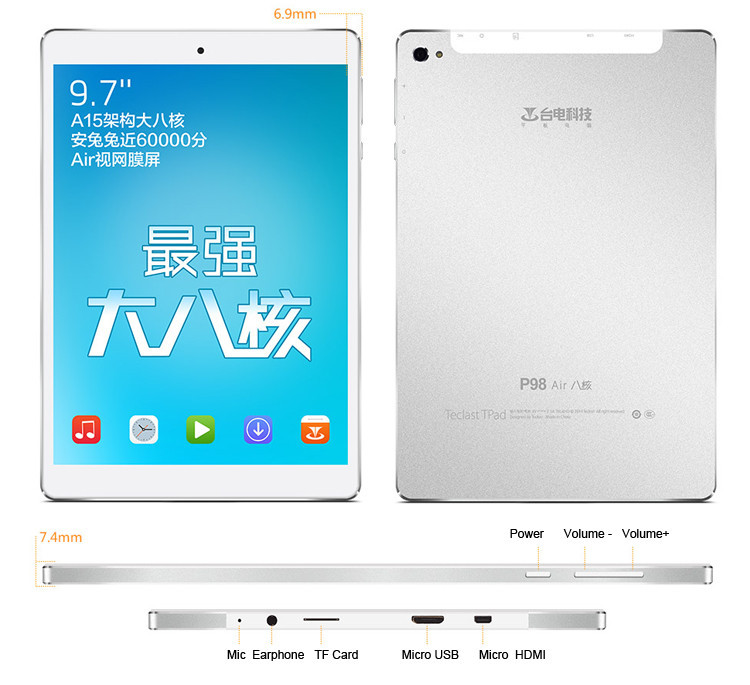 6.9mm
9.7"
A15架构大八核
安兔兔近60000分
Air视网膜屏
最强
大八核
台电科技
P98 Air 八核
Teclast TPad
7.4mm
Power Volume - Volume+
Mic Earphone TF Card Micro USB Micro HDMI